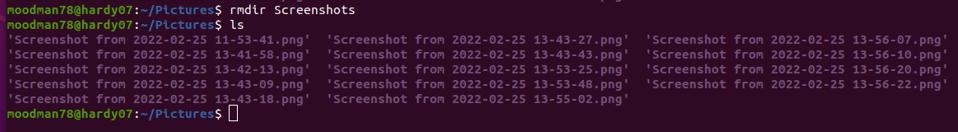 moodman78@hardy07:~/Pictures$ rmdir Screenshots
moodman78@hardy07:~/Pictures$ ls
'Screenshot from 2022-02-25 11-53-41.png'  'Screenshot from 2022-02-25 13-43-27.png'  'Screenshot from 2022-02-25 13-56-07.png'
'Screenshot from 2022-02-25 13-41-58.png'  'Screenshot from 2022-02-25 13-43-43.png'  'Screenshot from 2022-02-25 13-56-10.png'
'Screenshot from 2022-02-25 13-42-13.png'  'Screenshot from 2022-02-25 13-53-25.png'  'Screenshot from 2022-02-25 13-56-20.png'
'Screenshot from 2022-02-25 13-43-09.png'  'Screenshot from 2022-02-25 13-53-48.png'  'Screenshot from 2022-02-25 13-56-22.png'
'Screenshot from 2022-02-25 13-43-18.png'  'Screenshot from 2022-02-25 13-55-02.png'
moodman78@hardy07:~/Pictures$